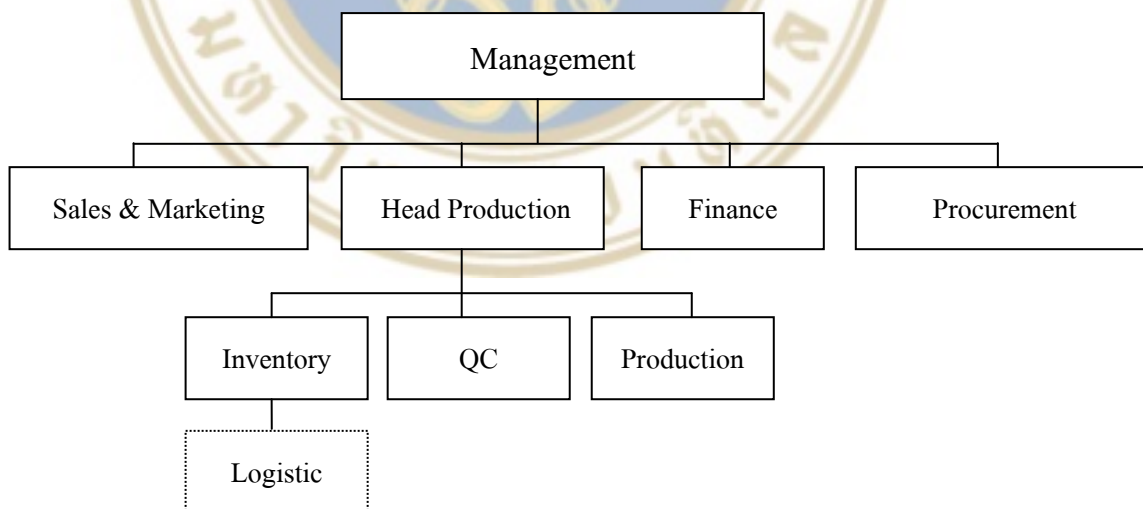 Management
Sales & Marketing
Head Production
Finance
Procurement
Inventory
QC
Production
Logistic